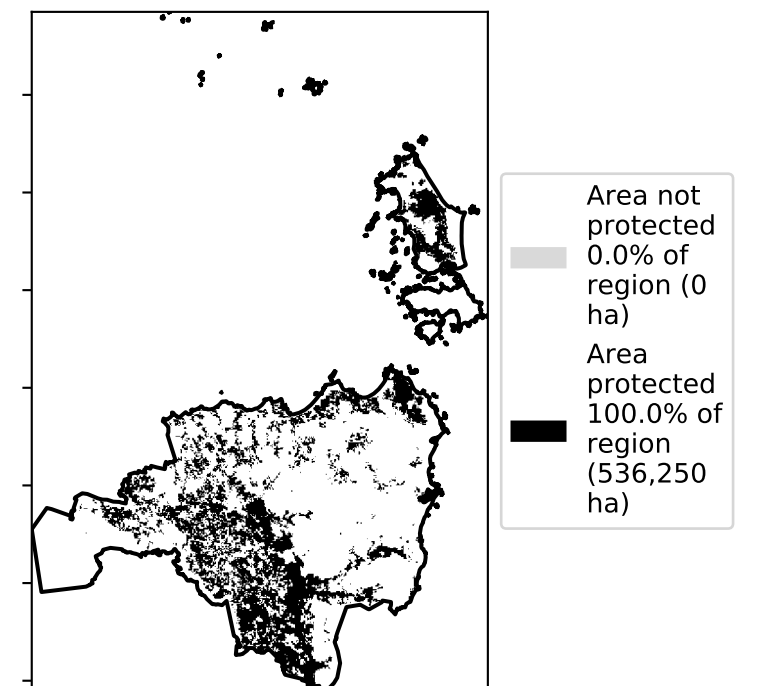 Area not
protected
0.0% of
region (0
ha)
Area
protected
100.0% of
region
(536,250
ha)